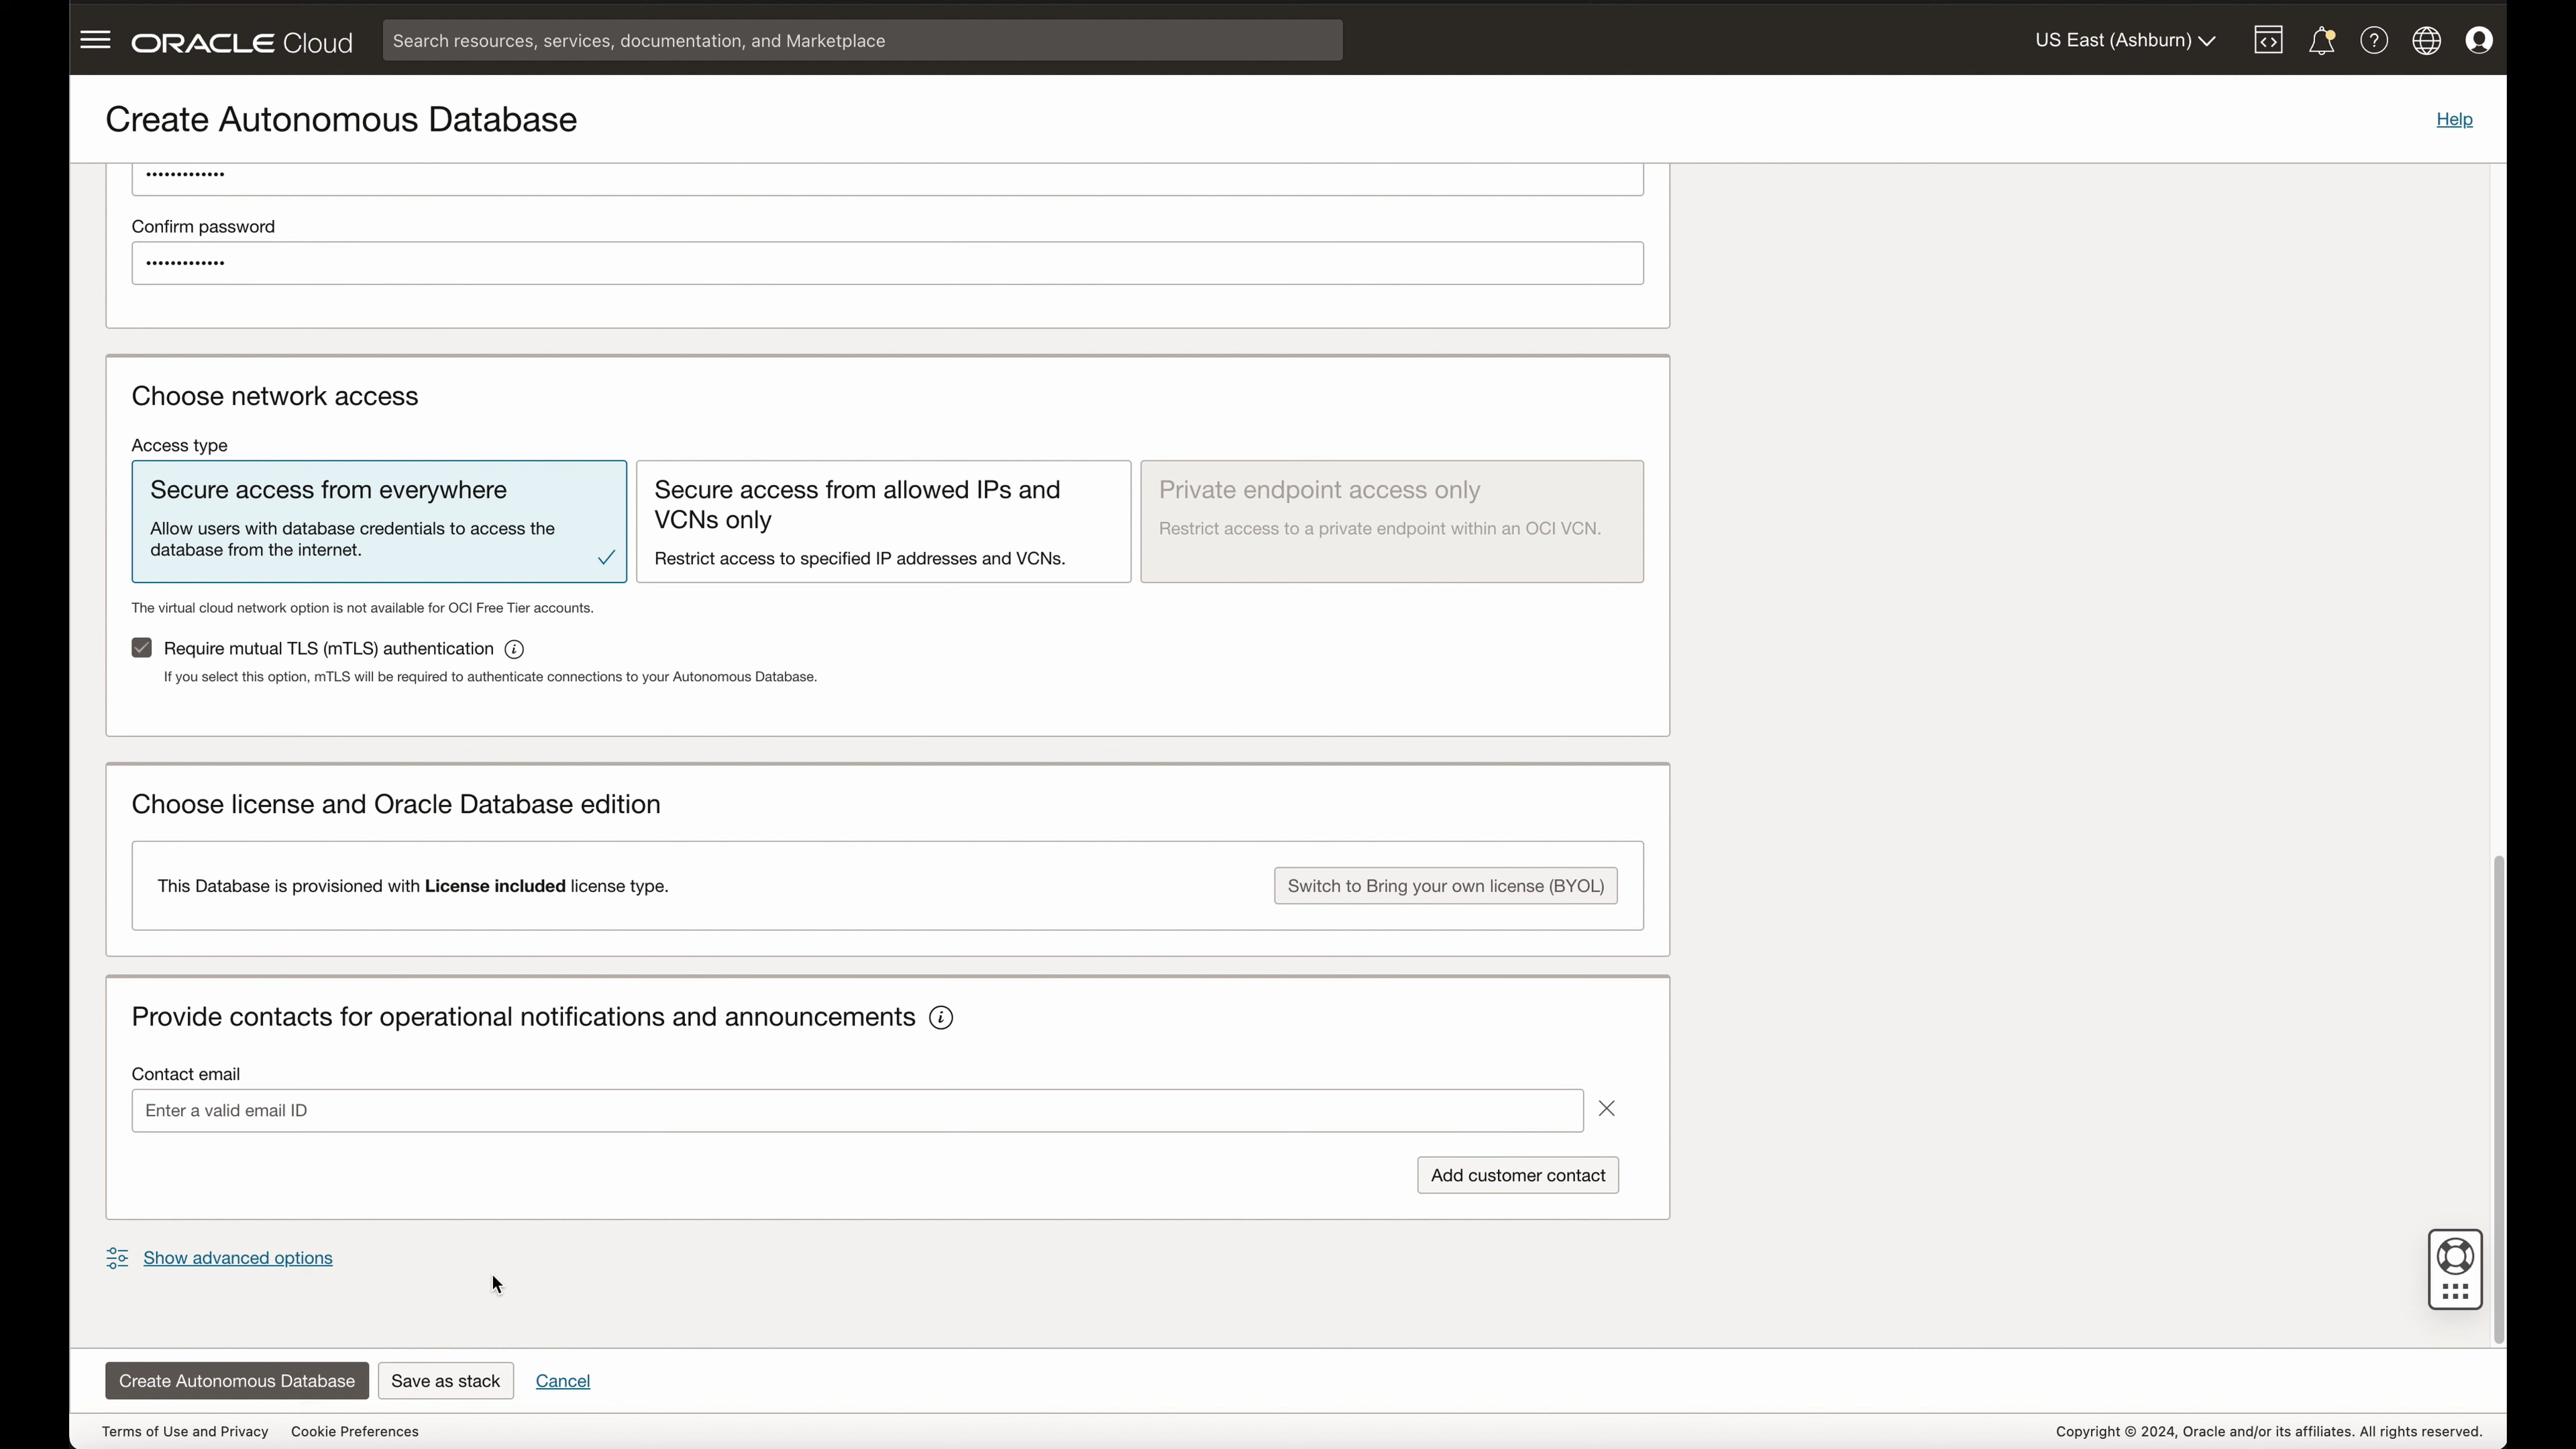 ORACLE Cloud
Search resources, services, documentation, and Marketplace
US East (Ashburn)
Create Autonomous Database
Help
•••••••••••••
Confirm password
•••••••••••••
Choose network access
Access type
Secure access from everywhere
Allow users with database credentials to access the
database from the internet.
Secure access from allowed IPs and
VCNs only
Restrict access to specified IP addresses and VCNs.
Private endpoint access only
Restrict access to a private endpoint within an OCI VCN.
The virtual cloud network option is not available for OCI Free Tier accounts.
Require mutual TLS (mTLS) authentication
If you select this option, mTLS will be required to authenticate connections to your Autonomous Database.
Choose license and Oracle Database edition
This Database is provisioned with License included license type.
Switch to Bring your own license (BYOL)
Provide contacts for operational notifications and announcements
Contact email
Enter a valid email ID
Add customer contact
Show advanced options
Create Autonomous Database
Save as stack
Cancel
Terms of Use and Privacy
Cookie Preferences
Copyright © 2024, Oracle and/or its affiliates. All rights reserved.